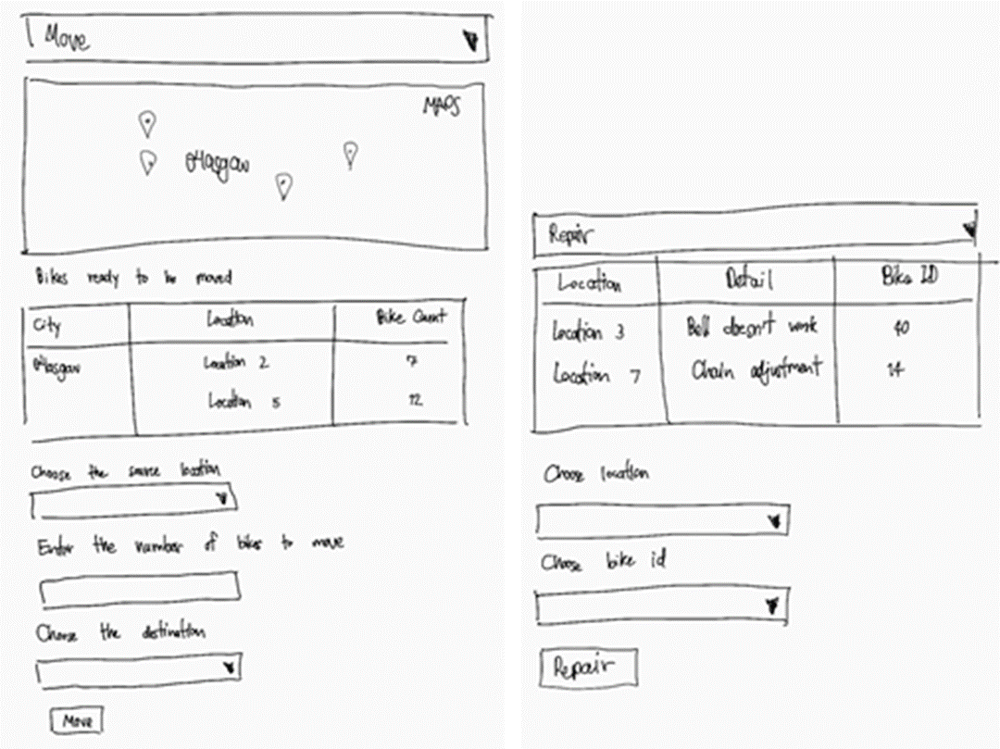 Move
MAPS
Glasgow
Bikes ready to be moved
City Location Bike Count
Glasgow Location 2 7
Location 5 12
Choose the source location
Enter the number of bikes to move
Choose the destination
Move
Repair
Location Detail Bike ID
Location 3 Bell doesn't work 40
Location 7 Chain adjustment 14
Choose location
Choose bike id
Repair